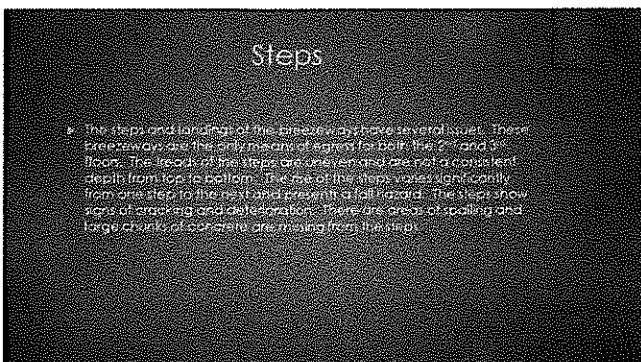 Steps
The steps and landings of the breezeways have several issues. These
breezeways are the only means of egress for both the 2nd and 3rd
floors. The treads of the steps are uneven and are not a consistent
depth from top to bottom. The rise of the steps varies significantly
from one step to the next and presents a fall hazard. The steps show
signs of cracking and deterioration. There are areas of spalling and
large chunks of concrete are missing from the steps.